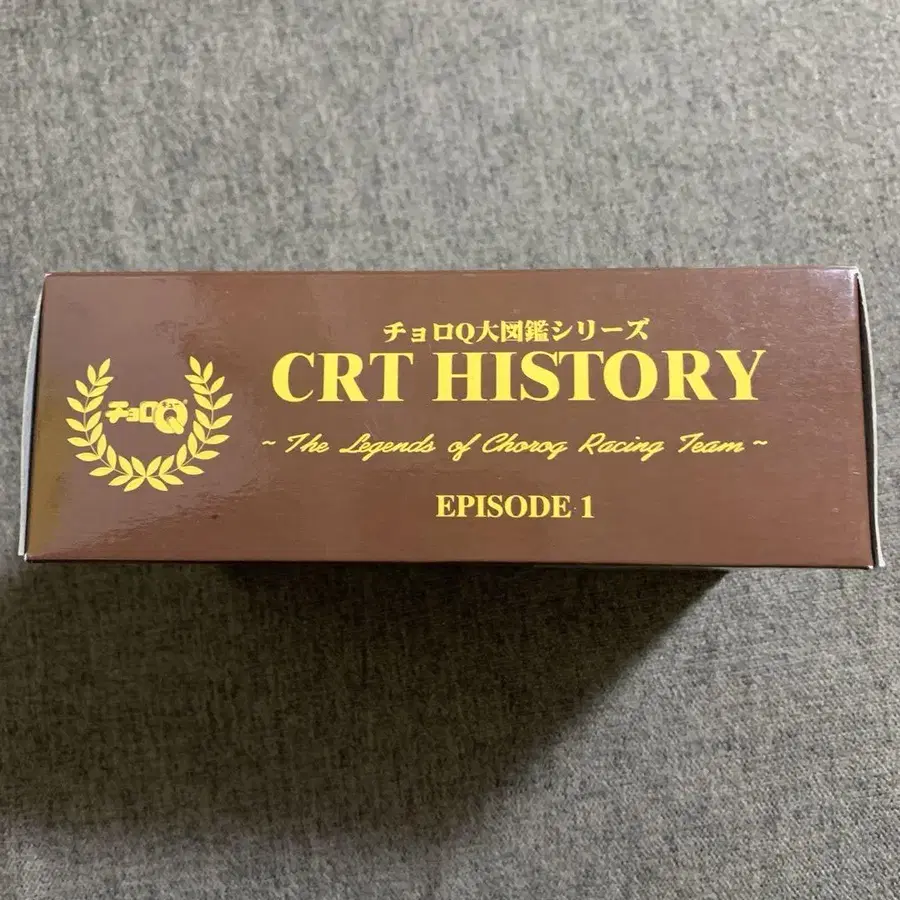 チョロQ大図鑑シリーズ
CRT HISTORY
~ The Legends of Chorog Racing Team ~
チョロQ
EPISODE 1